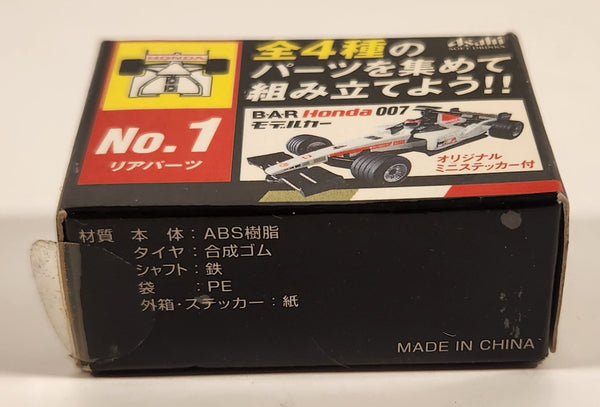 Asahi
SOFT DRINKS
全4種の
パーツを集めて
組み立てよう!!
HONDA
No.1
リアパーツ
B·A·R Honda 007
モデルカー
オリジナル
ミニステッカー付
材質 本 体 : ABS樹脂
タイヤ : 合成ゴム
シャフト : 鉄
袋 : PE
外箱・ステッカー : 紙
MADE IN CHINA